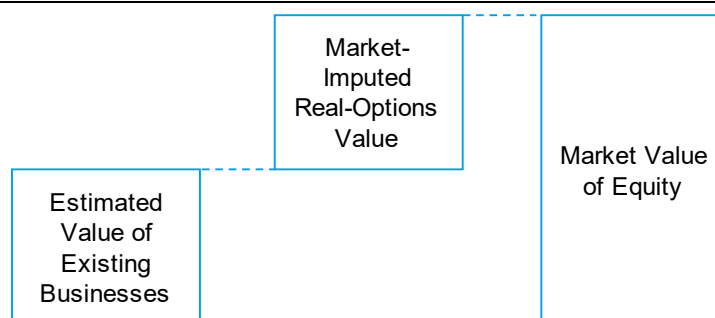 Market-
Imputed
Real-Options
Value
Market Value
of Equity
Estimated
Value of
Existing
Businesses